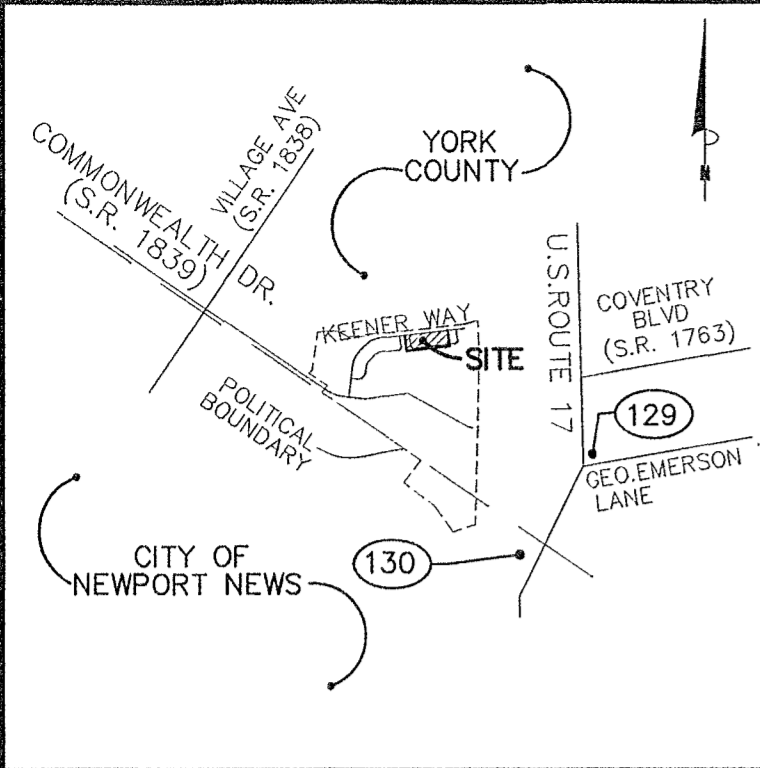 YORK
COUNTY
N
VILLAGE AVE
(S.R. 1838)
COMMONWEALTH DR.
(S.R. 1839)
U.S.ROUTE 17
COVENTRY
BLVD
(S.R. 1763)
KEENER WAY
SITE
POLITICAL
BOUNDARY
129
GEO.EMERSON
LANE
130
CITY OF
NEWPORT NEWS